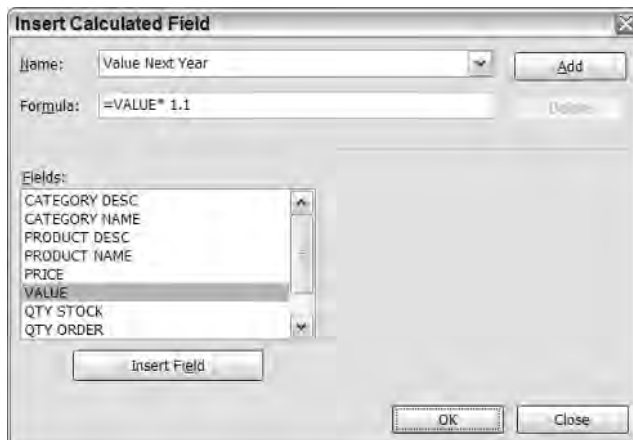 Insert Calculated Field
Name: Value Next Year Add
Formula: =VALUE* 1.1 Delete
Fields:
CATEGORY DESC
CATEGORY NAME
PRODUCT DESC
PRODUCT NAME
PRICE
VALUE
QTY STOCK
QTY ORDER
Insert Field
OK Close